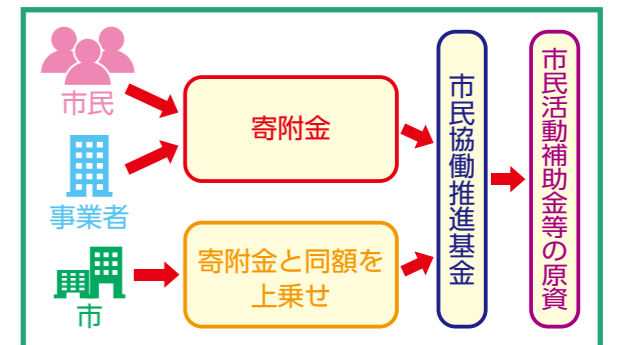 市民
事業者
市
寄附金
寄附金と同額を
上乗せ
市民協働推進基金
市民活動補助金等の原資